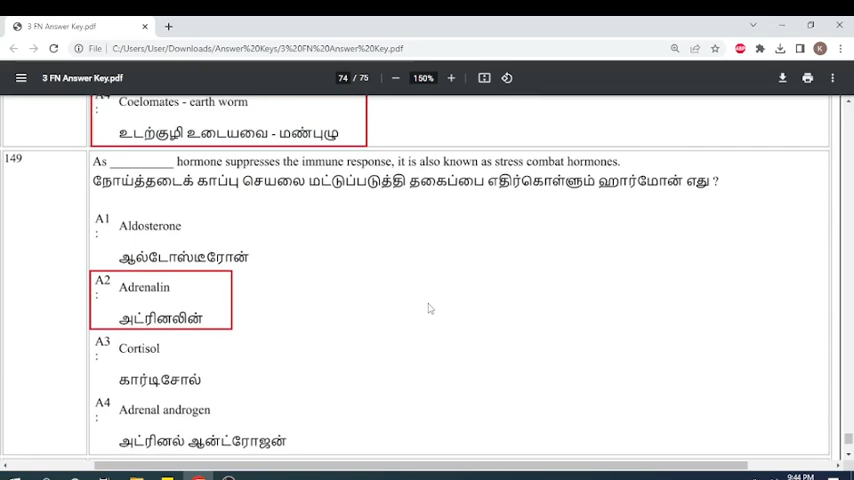 3 FN Answer Key.pdf
File | C:/Users/User/Downloads/Answer%20Keys/3%20FN%20Answer%20Key.pdf
3 FN Answer Key.pdf
74 / 75
150%
Coelomates - earth worm
உடற்குழி உடையவை - மண்புழு
149
As __________ hormone suppresses the immune response, it is also known as stress combat hormones.
நோய்த்தடைக் காப்பு செயலை மட்டுப்படுத்தி தகைப்பை எதிர்கொள்ளும் ஹார்மோன் எது ?
A1 :
Aldosterone
ஆல்டோஸ்டீரோன்
A2 :
Adrenalin
அட்ரினலின்
A3 :
Cortisol
கார்டிசோல்
A4 :
Adrenal androgen
அட்ரினல் ஆன்ட்ரோஜன்
9:44 PM